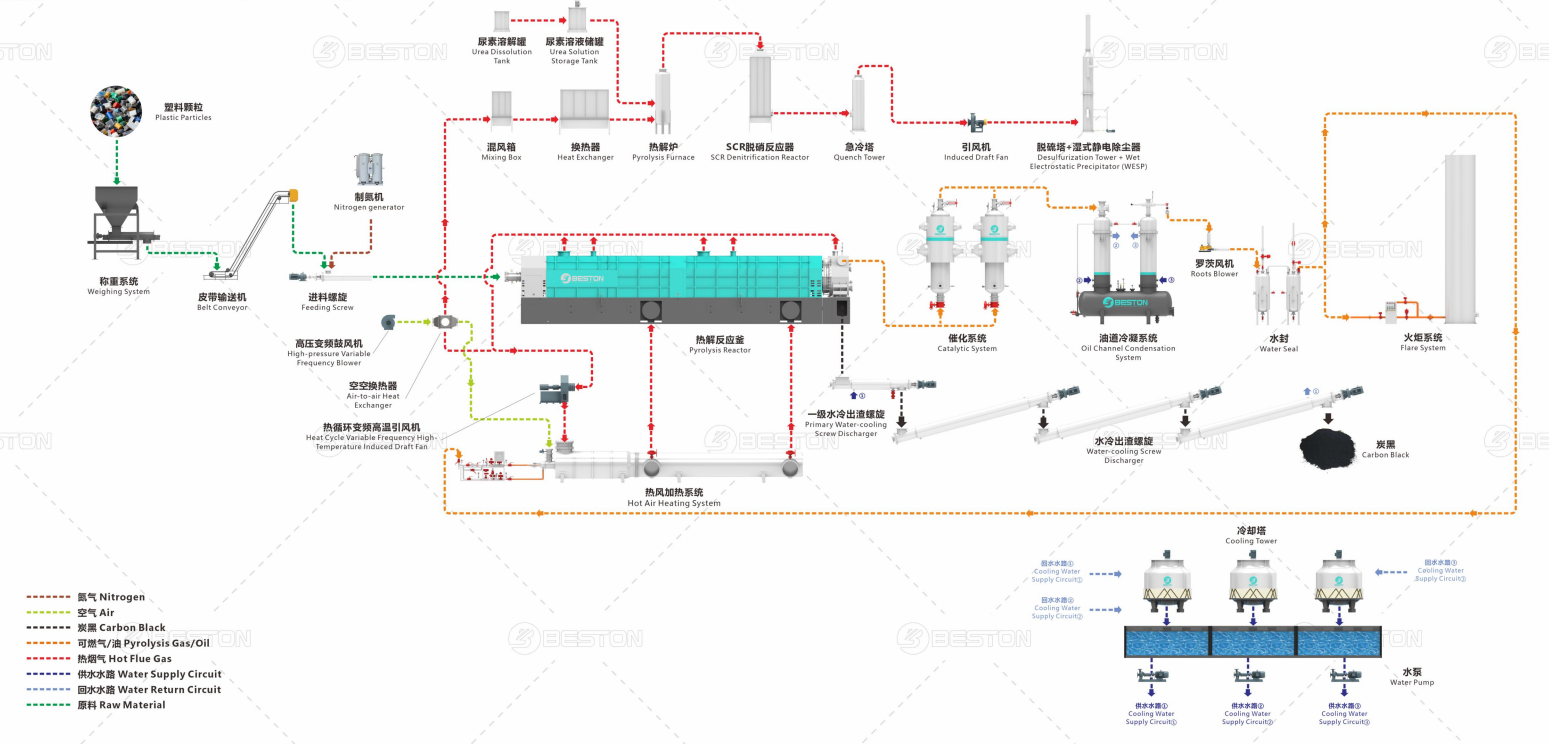 尿素溶解罐
Urea Dissolution
Tank
尿素溶液储罐
Urea Solution
Storage Tank
塑料颗粒
Plastic Particles
混风箱
Mixing Box
换热器
Heat Exchanger
热解炉
Pyrolysis Furnace
SCR脱硝反应器
SCR Denitrification Reactor
急冷塔
Quench Tower
引风机
Induced Draft Fan
脱硫塔+湿式静电除尘器
Desulfurization Tower + Wet
Electrostatic Precipitator (WESP)
制氮机
Nitrogen generator
称重系统
Weighing System
皮带输送机
Belt Conveyor
进料螺旋
Feeding Screw
BESTON
热解反应釜
Pyrolysis Reactor
催化系统
Catalytic System
② ③
② ③
BESTON
油道冷凝系统
Oil Channel Condensation
System
罗茨风机
Roots Blower
水封
Water Seal
火炬系统
Flare System
高压变频鼓风机
High-pressure Variable
Frequency Blower
空空换热器
Air-to-air Heat
Exchanger
热循环变频高温引风机
Heat Cycle Variable Frequency High-
Temperature Induced Draft Fan
热风加热系统
Hot Air Heating System
①
一级水冷出渣螺旋
Primary Water-cooling
Screw Discharger
水冷出渣螺旋
Water-cooling Screw
Discharger
①
炭黑
Carbon Black
冷却塔
Cooling Tower
回水水路①
Cooling Water
Supply Circuit①
回水水路②
Cooling Water
Supply Circuit②
回水水路③
Cooling Water
Supply Circuit③
水泵
Water Pump
供水水路①
Cooling Water
Supply Circuit①
供水水路②
Cooling Water
Supply Circuit②
供水水路③
Cooling Water
Supply Circuit③
氮气 Nitrogen
空气 Air
炭黑 Carbon Black
可燃气/油 Pyrolysis Gas/Oil
热烟气 Hot Flue Gas
供水水路 Water Supply Circuit
回水水路 Water Return Circuit
原料 Raw Material
BESTON
BESTON
BESTON
BESTON
BESTON
BESTON
BESTON
BESTON